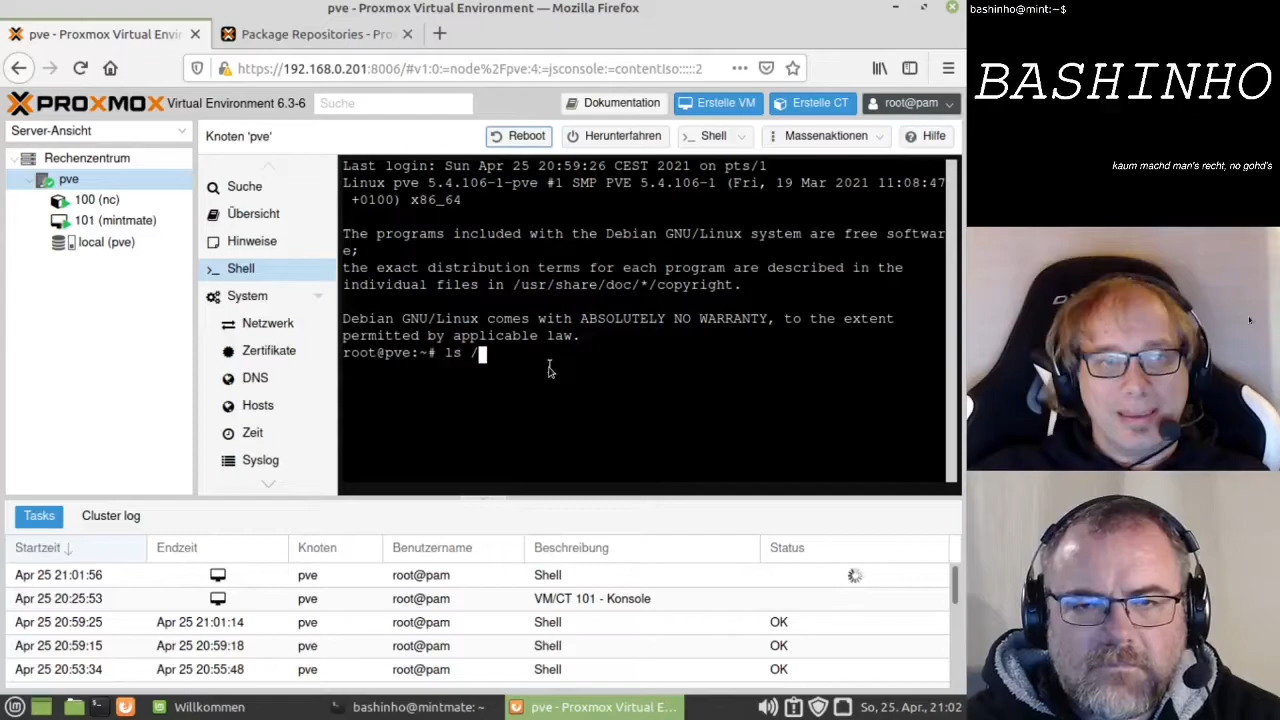 pve - Proxmox Virtual Environment — Mozilla Firefox
pve - Proxmox Virtual Envir
Package Repositories - Pro
https://192.168.0.201:8006/#v1:0:=node%2Fpve:4:=jsconsole:=contentIso:::::2
PROXMOX Virtual Environment 6.3-6
Suche
Dokumentation
Erstelle VM
Erstelle CT
root@pam
Server-Ansicht
Rechenzentrum
pve
100 (nc)
101 (mintmate)
local (pve)
Knoten 'pve'
Reboot
Herunterfahren
Shell
Massenaktionen
Hilfe
Suche
Übersicht
Hinweise
Shell
System
Netzwerk
Zertifikate
DNS
Hosts
Zeit
Syslog
Last login: Sun Apr 25 20:59:26 CEST 2021 on pts/1
Linux pve 5.4.106-1-pve #1 SMP PVE 5.4.106-1 (Fri, 19 Mar 2021 11:08:47
+0100) x86_64
The programs included with the Debian GNU/Linux system are free softwar
e;
the exact distribution terms for each program are described in the
individual files in /usr/share/doc/*/copyright.
Debian GNU/Linux comes with ABSOLUTELY NO WARRANTY, to the extent
permitted by applicable law.
root@pve:~# ls /
Tasks
Cluster log
Startzeit Endzeit Knoten Benutzername Beschreibung Status
Apr 25 21:01:56 pve root@pam Shell
Apr 25 20:25:53 pve root@pam VM/CT 101 - Konsole
Apr 25 20:59:25 Apr 25 21:01:14 pve root@pam Shell OK
Apr 25 20:59:15 Apr 25 20:59:18 pve root@pam Shell OK
Apr 25 20:53:34 Apr 25 20:55:48 pve root@pam Shell OK
Willkommen
bashinho@mintmate: ~
pve - Proxmox Virtual E...
So, 25. Apr., 21:02
bashinho@mint:~$
BASHINHO
kaum machd man's recht, no gohd's